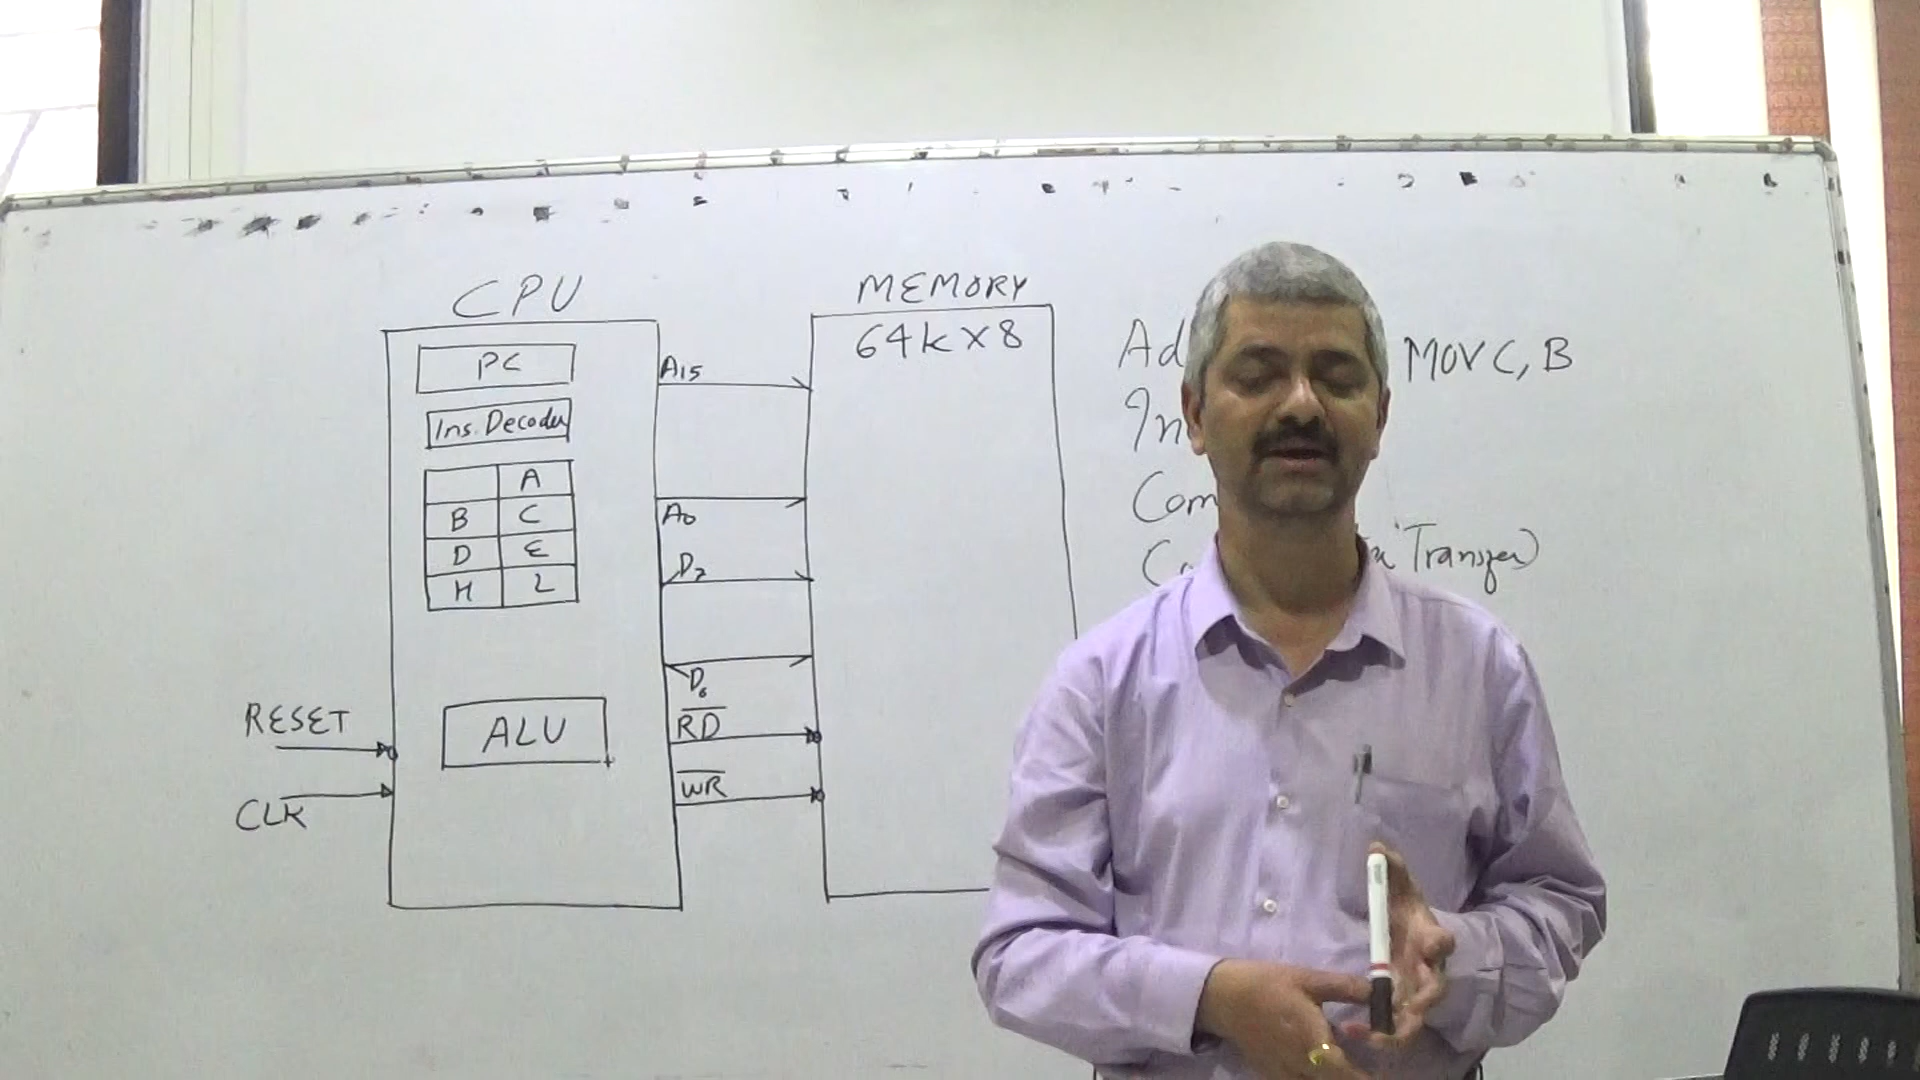 CPU
PC
Ins. Decoder
A
B C
D E
H L
ALU
RESET
CLK
A15
A0
D7
D0
RD
WR
MEMORY
64k x 8
MOV C, B
Transfer